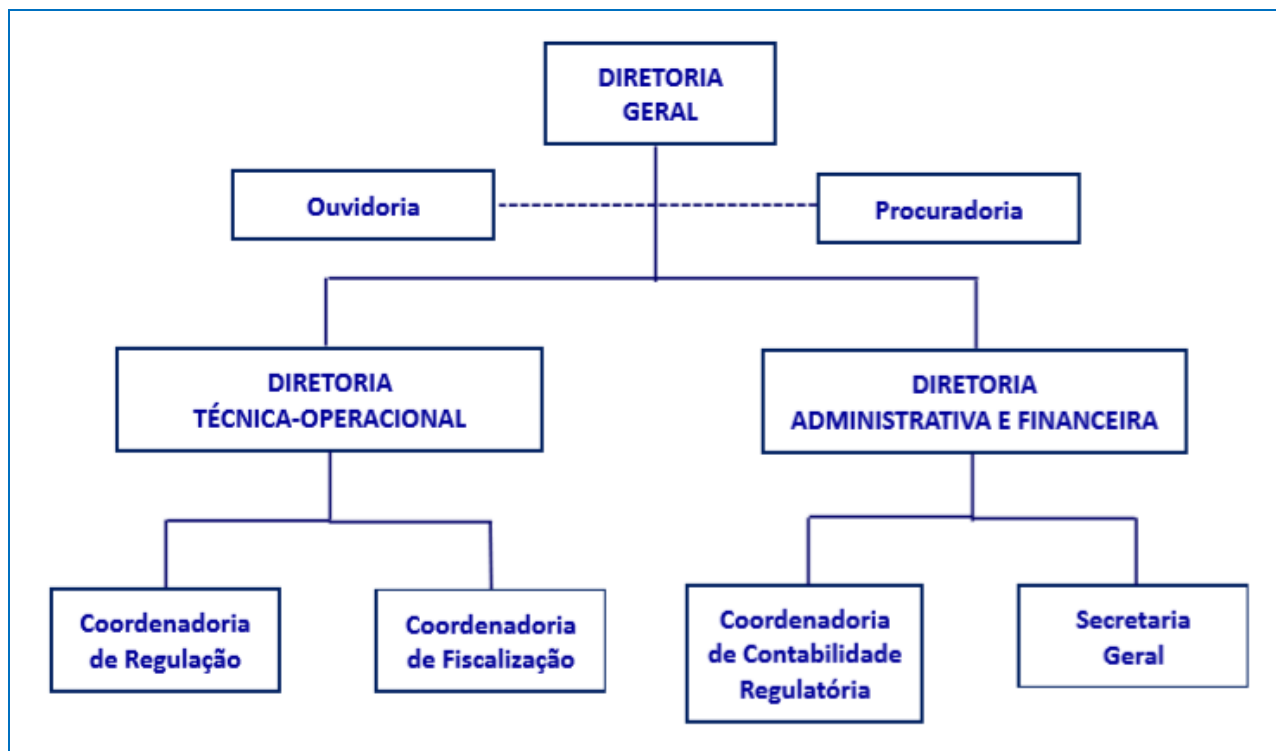 DIRETORIA
GERAL
Ouvidoria
Procuradoria
DIRETORIA
TÉCNICA-OPERACIONAL
DIRETORIA
ADMINISTRATIVA E FINANCEIRA
Coordenadoria
de Regulação
Coordenadoria
de Fiscalização
Coordenadoria
de Contabilidade
Regulatória
Secretaria
Geral